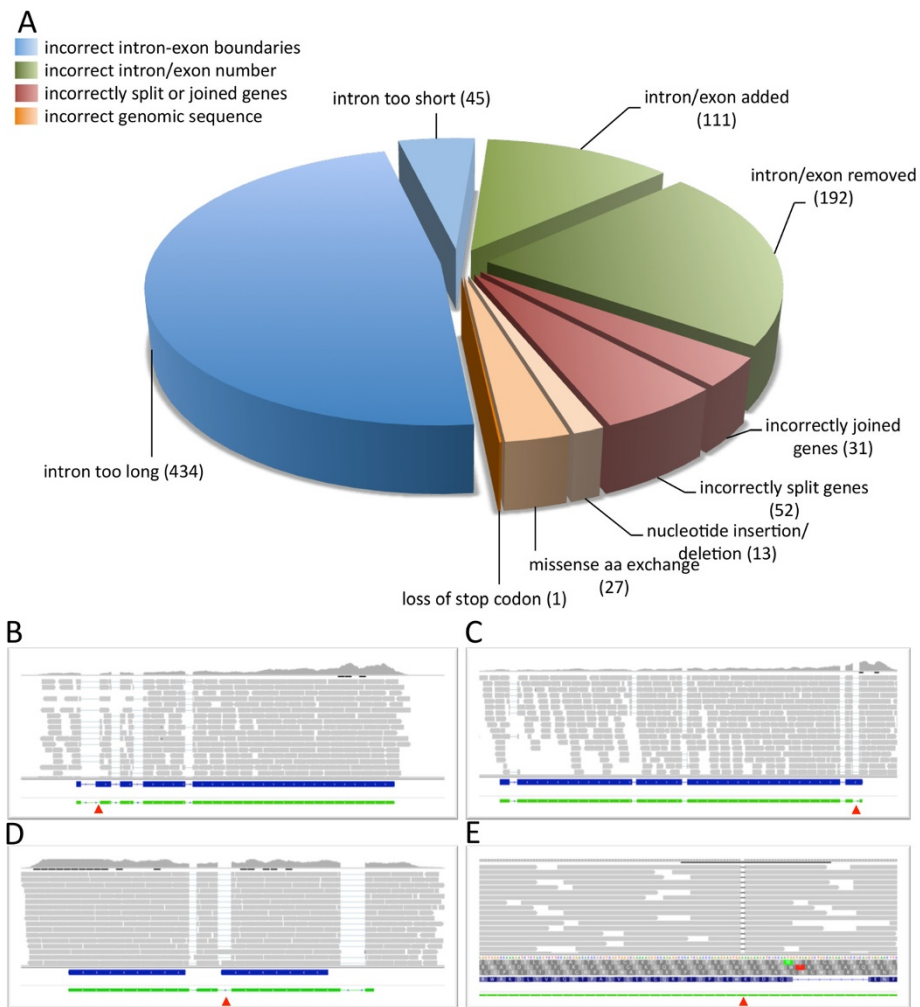 A
incorrect intron-exon boundaries
incorrect intron/exon number
incorrectly split or joined genes
incorrect genomic sequence
intron too short (45)
intron/exon added
(111)
intron/exon removed
(192)
incorrectly joined
genes (31)
incorrectly split genes
(52)
nucleotide insertion/
deletion (13)
missense aa exchange
(27)
loss of stop codon (1)
intron too long (434)
B
C
D
E